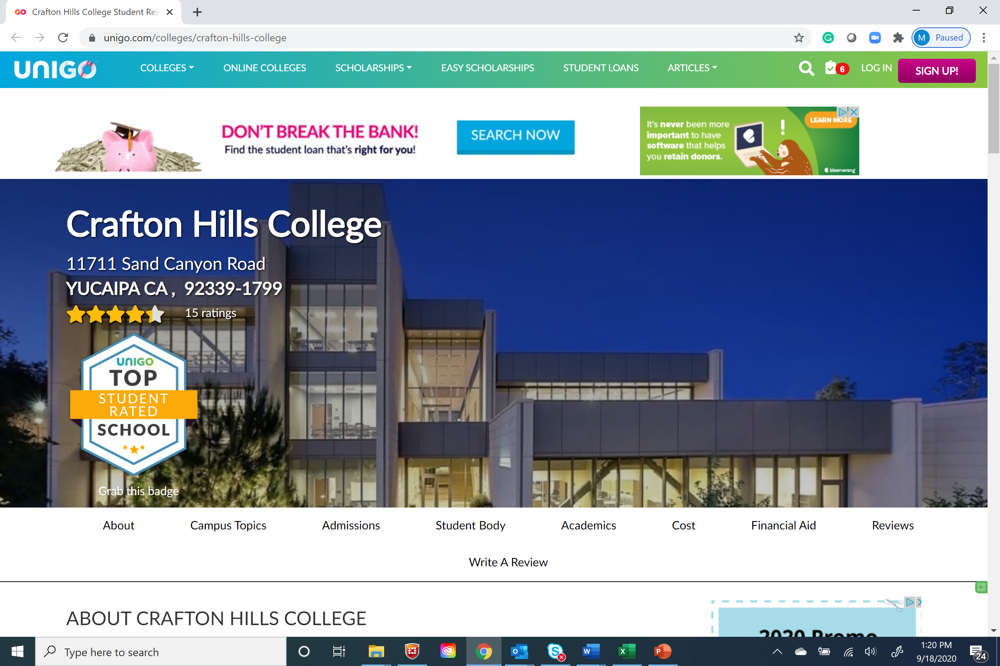 GO Crafton Hills College Student Rev
unigo.com/colleges/crafton-hills-college
M Paused
UNIGO
COLLEGES
ONLINE COLLEGES
SCHOLARSHIPS
EASY SCHOLARSHIPS
STUDENT LOANS
ARTICLES
6
LOG IN
SIGN UP!
DON'T BREAK THE BANK!
Find the student loan that's right for you!
SEARCH NOW
It's never been more
important to have
software that helps
you retain donors.
LEARN MORE
bloomerang
Crafton Hills College
11711 Sand Canyon Road
YUCAIPA CA , 92339-1799
15 ratings
UNIGO
TOP
STUDENT
RATED
SCHOOL
Grab this badge
About
Campus Topics
Admissions
Student Body
Academics
Cost
Financial Aid
Reviews
Write A Review
ABOUT CRAFTON HILLS COLLEGE
2020 Promo
Type here to search
1:20 PM
9/18/2020
24